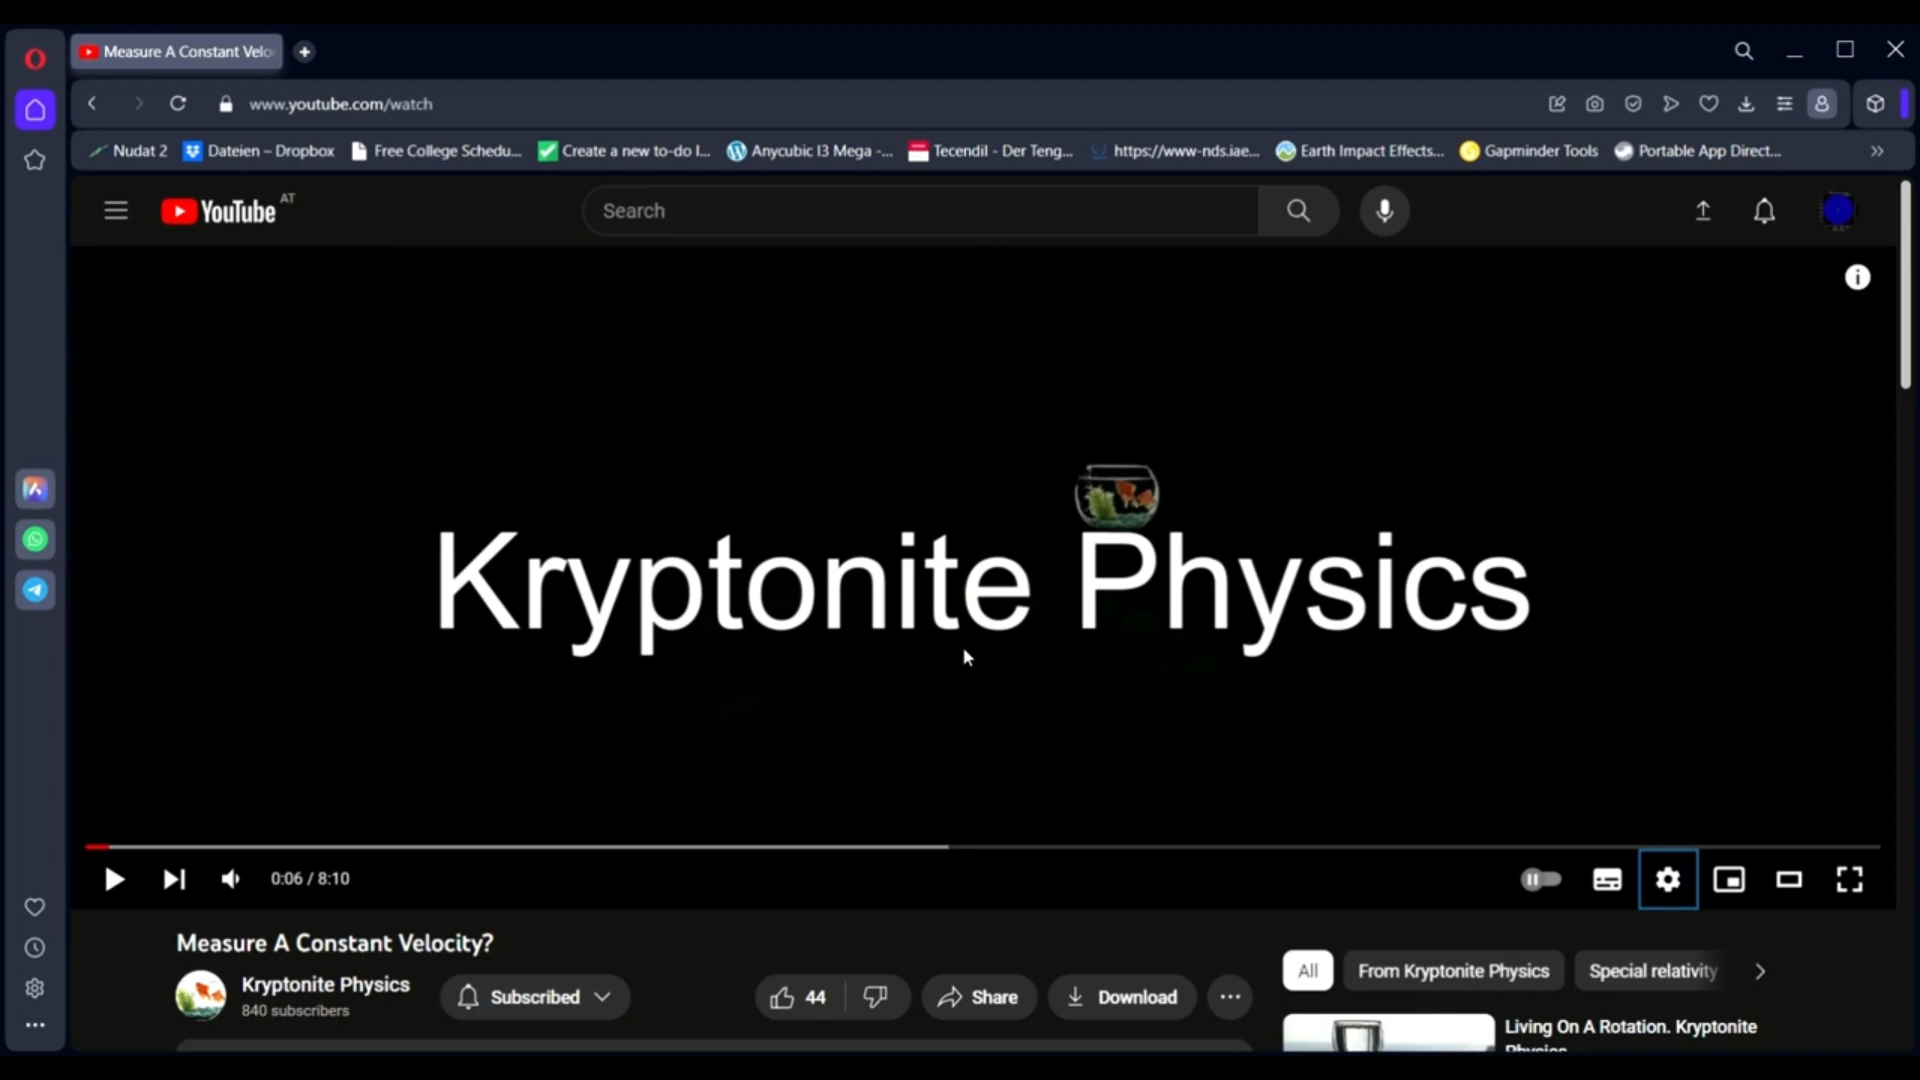 Measure A Constant Velo
www.youtube.com/watch
Nudat 2 Dateien – Dropbox Free College Schedu... Create a new to-do l... Anycubic I3 Mega -... Tecendil - Der Teng... https://www-nds.iae... Earth Impact Effects... Gapminder Tools Portable App Direct...
YouTube AT Search
Kryptonite Physics
0:06 / 8:10
Measure A Constant Velocity?
Kryptonite Physics
840 subscribers
Subscribed 44 Share Download
All From Kryptonite Physics Special relativity
Living On A Rotation. Kryptonite
Physics